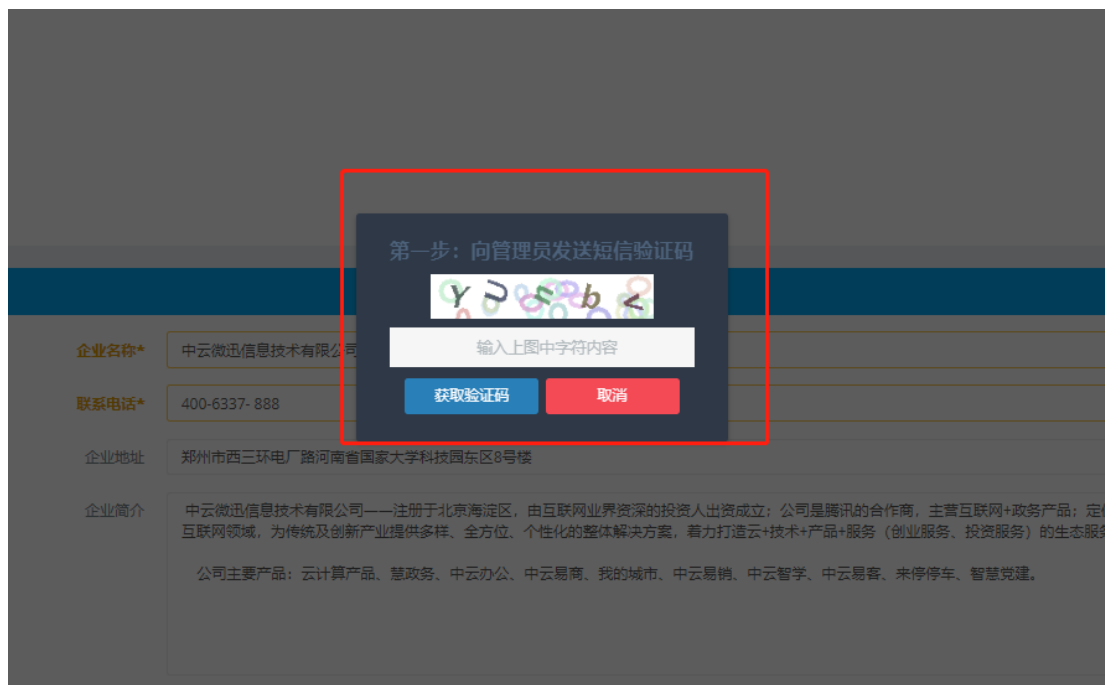 第一步：向管理员发送短信验证码
输入上图中字符内容
获取验证码 取消
企业名称* 中云微迅信息技术有限公司
联系电话* 400-6337- 888
企业地址 郑州市西三环电厂路河南省国家大学科技园东区8号楼
企业简介 中云微迅信息技术有限公司——注册于北京海淀区，由互联网业界资深的投资人出资成立；公司是腾讯的合作商，主营互联网+政务产品；定
互联网领域，为传统及创新产业提供多样、全方位、个性化的整体解决方案，着力打造云+技术+产品+服务（创业服务、投资服务）的生态服务
公司主要产品：云计算产品、慧政务、中云办公、中云易商、我的城市、中云易销、中云智学、中云易客、来停停车、智慧党建。